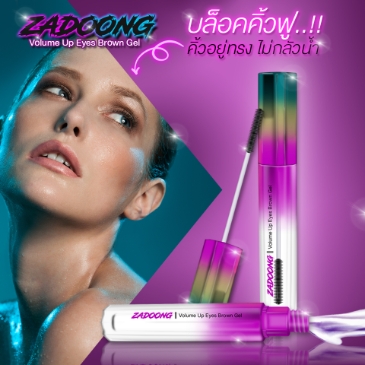 ZADOONG
Volume Up Eyes Brown Gel
บล็อคคิ้วฟู..!!
คิ้วอยู่ทรง ไม่กลัวน้ำ
ZADOONG | Volume Up Eyes Brown Gel
ZADOONG | Volume Up Eyes Brown Gel